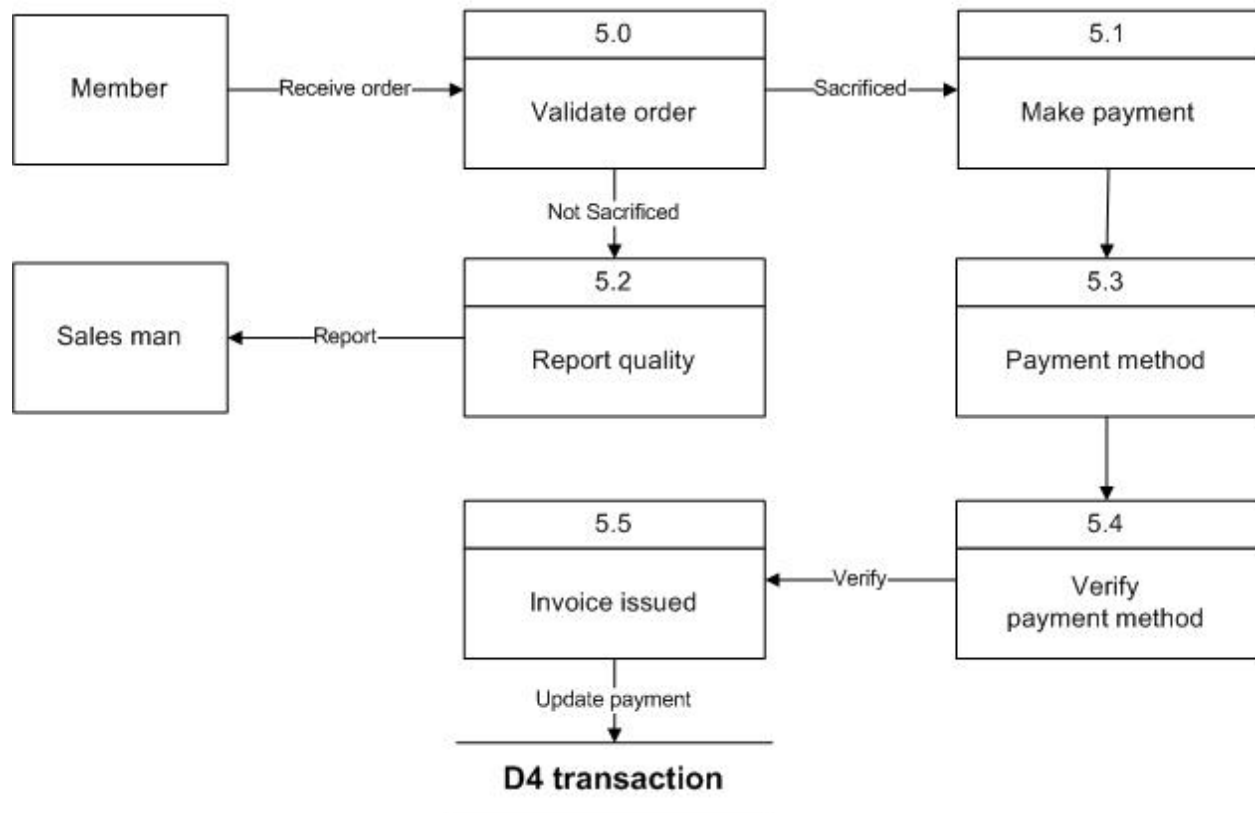 5.0
5.1
Member
Receive order
Validate order
Sacrificed
Make payment
Not Sacrificed
5.2
5.3
Sales man
Report
Report quality
Payment method
5.5
5.4
Invoice issued
Verify
Verify
payment method
Update payment
D4 transaction